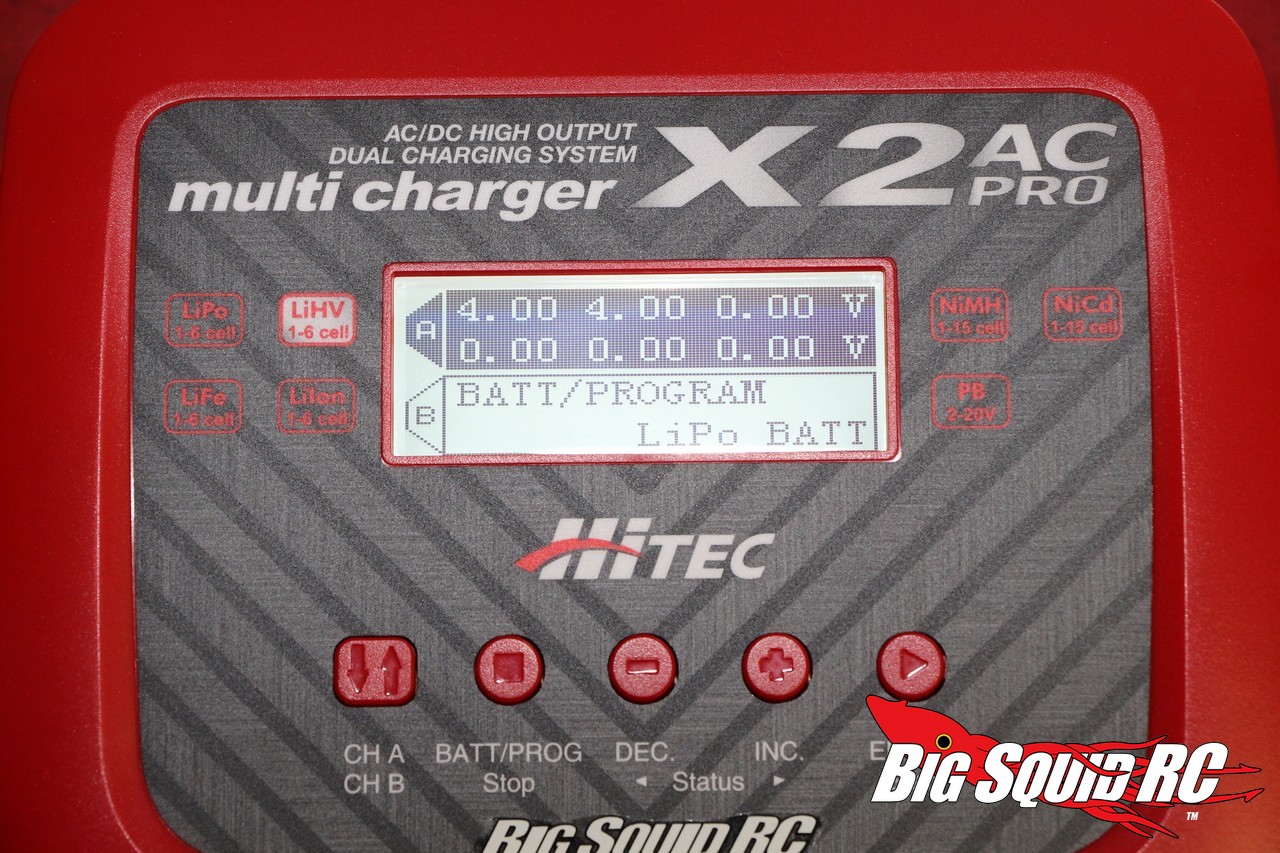 AC/DC HIGH OUTPUT
DUAL CHARGING SYSTEM
multi charger X2 AC PRO
LiPo
1-6 cell
LiHV
1-6 cell
LiFe
1-6 cell
LiIon
1-6 cell
A
4.00 4.00 0.00 V
0.00 0.00 0.00 V
B
BATT/PROGRAM
LiPo BATT
NiMH
1-15 cell
NiCd
1-15 cell
PB
2-20V
HiTEC
CH A
CH B
BATT/PROG
Stop
DEC.
INC.
◄ Status ►
BIG SQUID RC
TM
BIG SQUID RC